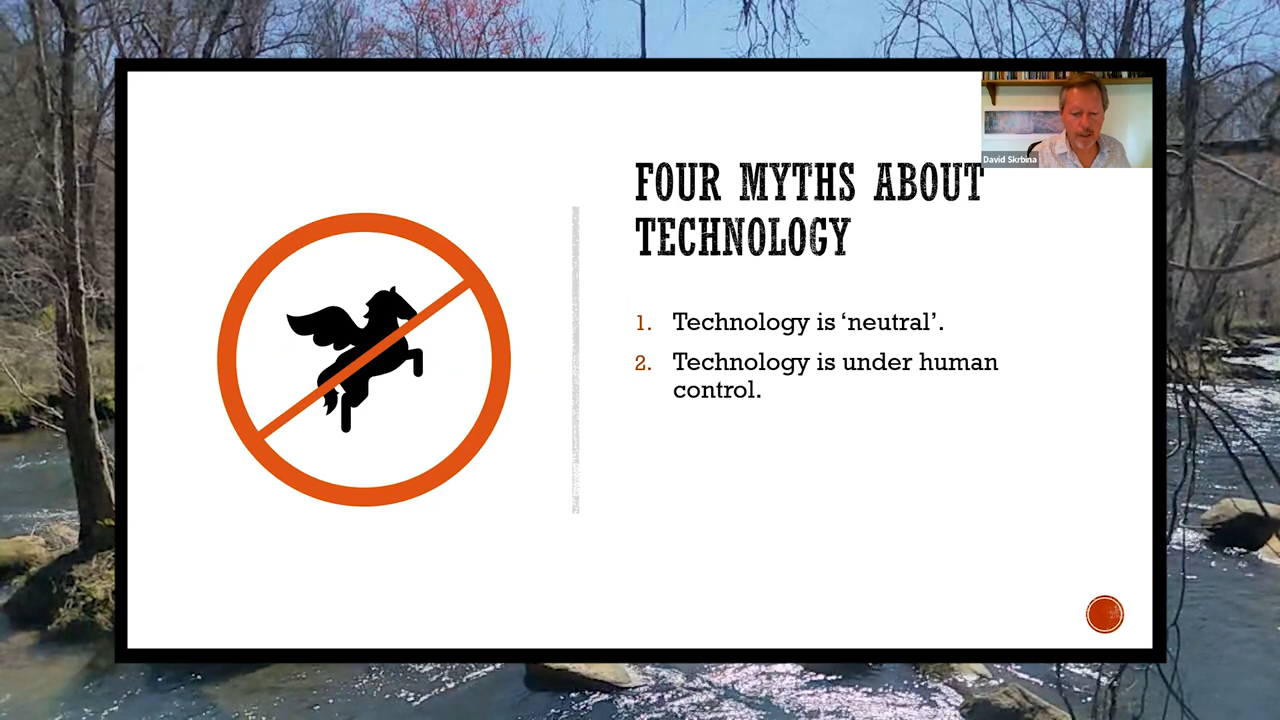 David Skrbina
FOUR MYTHS ABOUT
TECHNOLOGY
1. Technology is ‘neutral’.
2. Technology is under human
control.